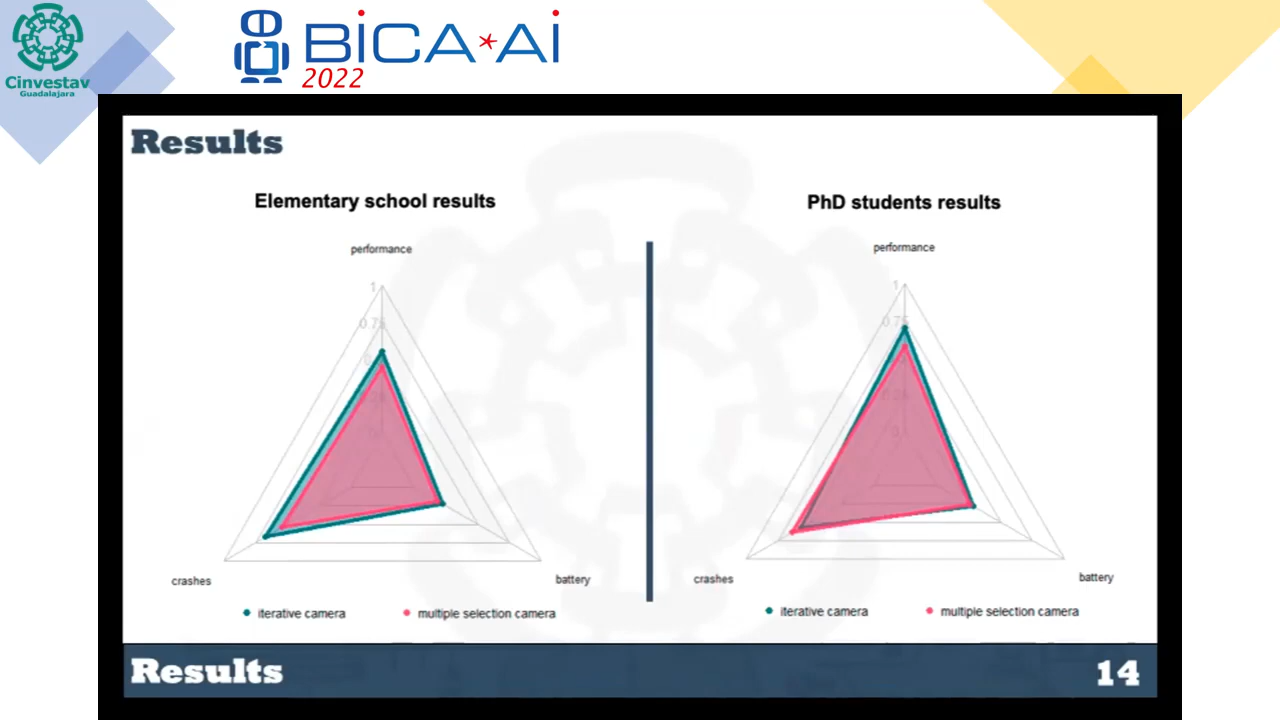 Cinvestav
Guadalajara
BiCA*Ai
2022
Results
Elementary school results
performance
1
0.75
crashes
battery
iterative camera
multiple selection camera
PhD students results
performance
1
0.75
crashes
battery
iterative camera
multiple selection camera
Results
14